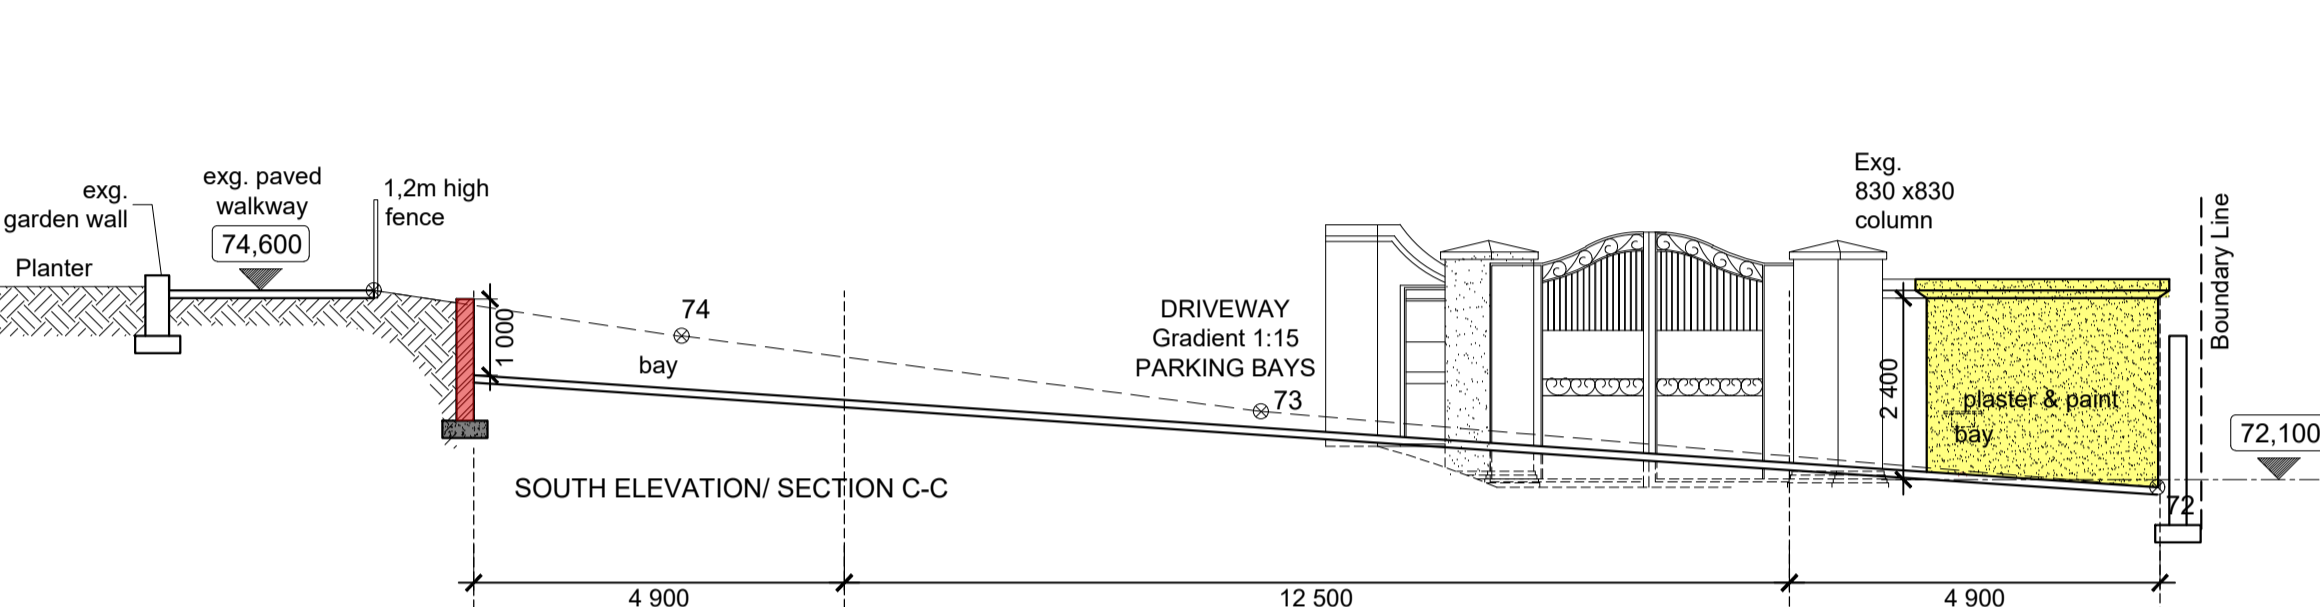 exg.
garden wall
exg. paved
walkway
74,600
1,2m high
fence
Planter
1 000
74
bay
DRIVEWAY
Gradient 1:15
PARKING BAYS
73
Exg.
830 x830
column
Boundary Line
2 400
plaster & paint
bay
72,100
72
SOUTH ELEVATION/ SECTION C-C
4 900
12 500
4 900